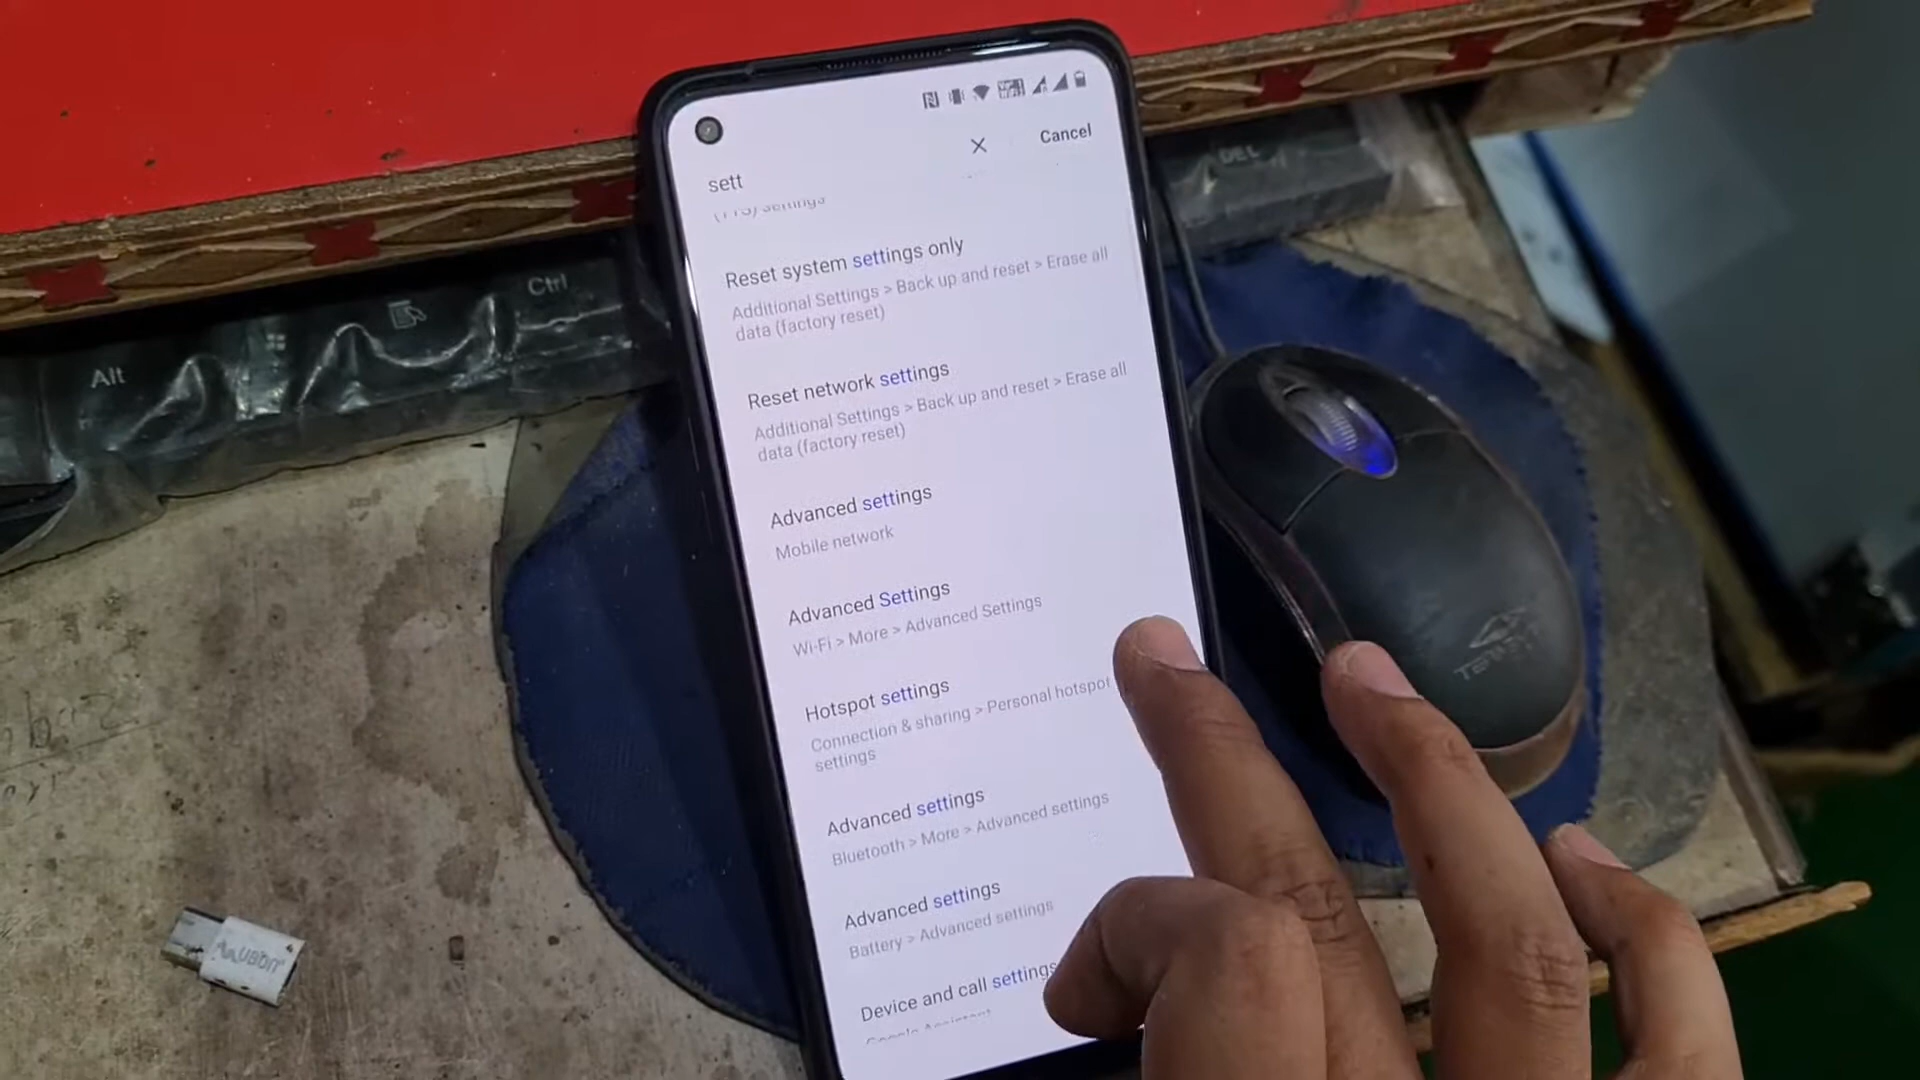 Cancel
sett
Reset system settings only
Additional Settings > Back up and reset > Erase all
data (factory reset)
Reset network settings
Additional Settings > Back up and reset > Erase all
data (factory reset)
Advanced settings
Mobile network
Advanced Settings
Wi-Fi > More > Advanced Settings
Hotspot settings
Connection & sharing > Personal hotspot
settings
Advanced settings
Bluetooth > More > Advanced settings
Advanced settings
Battery > Advanced settings
Device and call settings
DEL
Ctrl
Alt
UBON